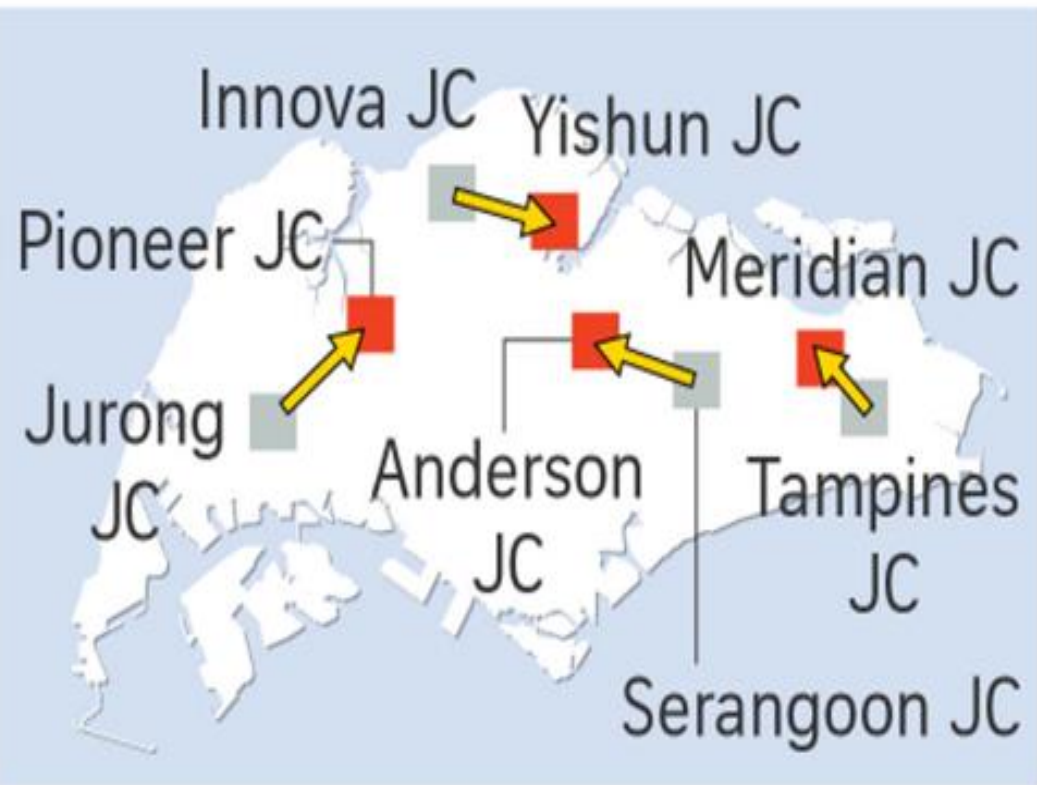 Innova JC
Yishun JC
Pioneer JC
Meridian JC
Jurong
JC
Anderson
JC
Tampines
JC
Serangoon JC